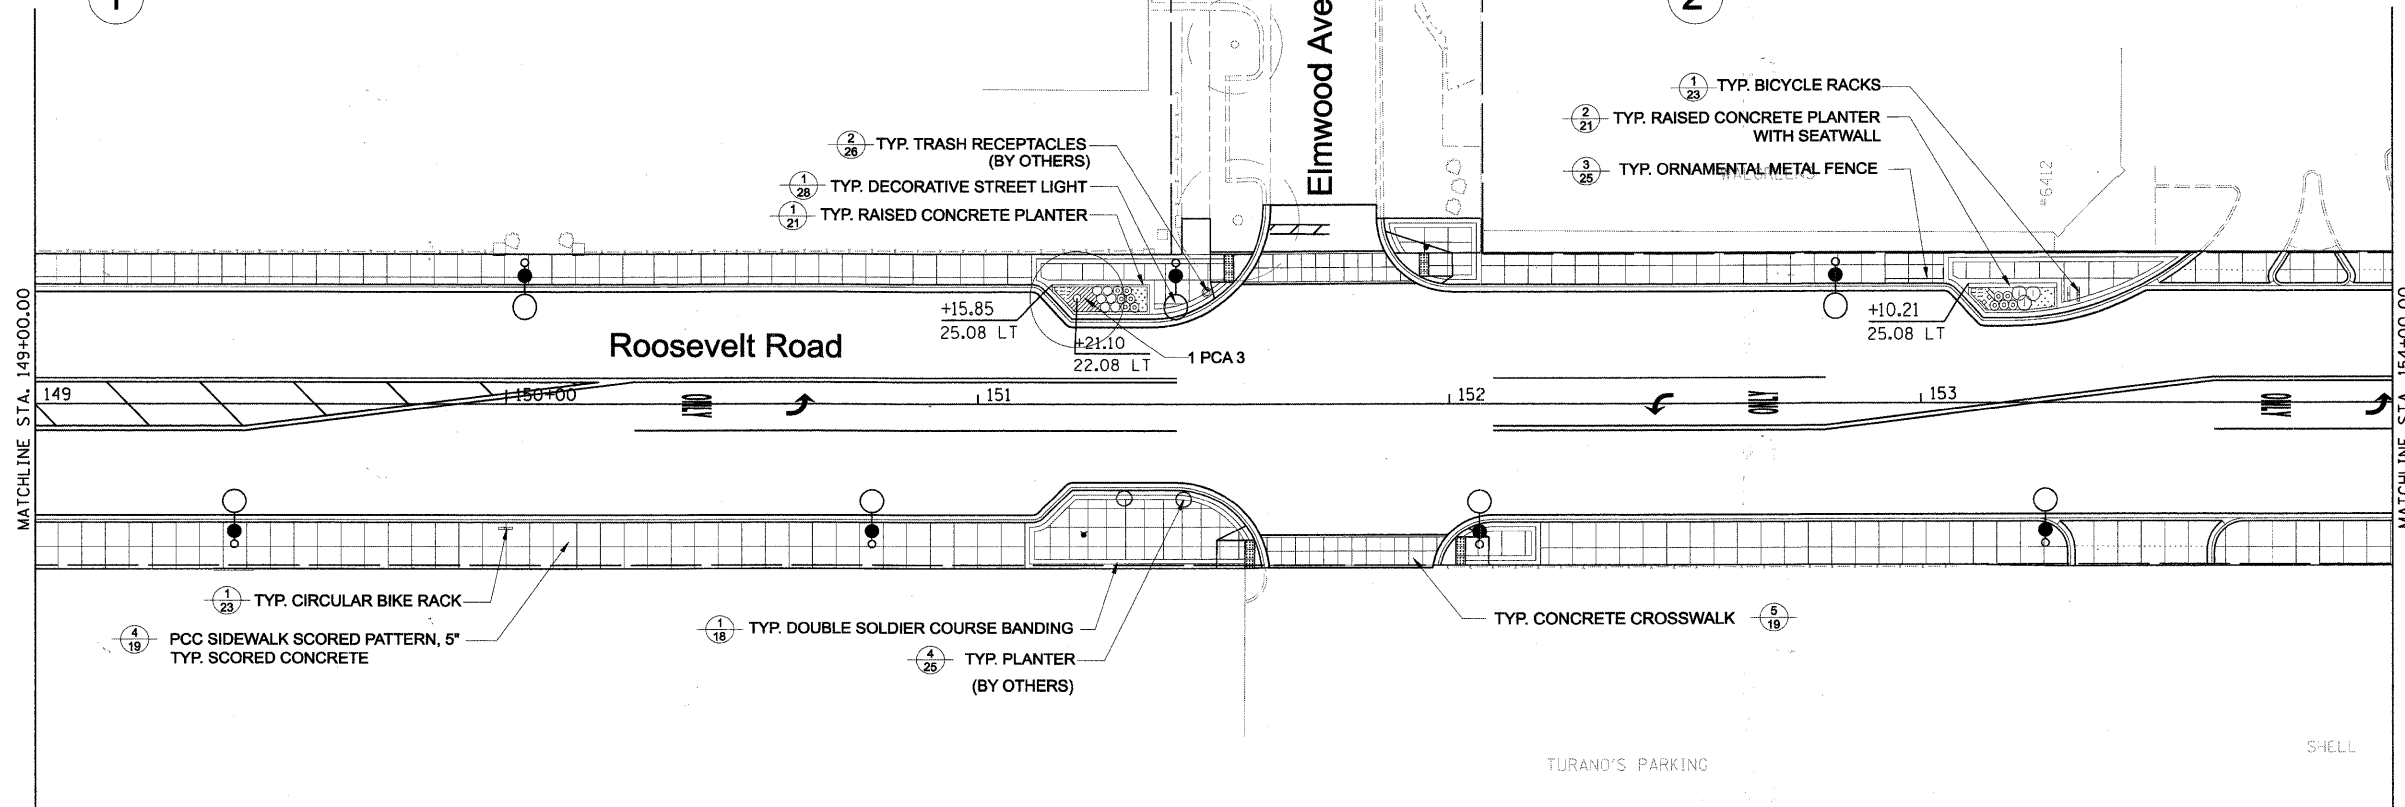 1
2
Elmwood Ave
1
23
TYP. BICYCLE RACKS
2
21
TYP. RAISED CONCRETE PLANTER
WITH SEATWALL
3
25
TYP. ORNAMENTAL METAL FENCE
WALGREENS
#6412
2
26
TYP. TRASH RECEPTACLES
(BY OTHERS)
1
28
TYP. DECORATIVE STREET LIGHT
1
21
TYP. RAISED CONCRETE PLANTER
+15.85
25.08 LT
+21.10
22.08 LT
1 PCA 3
+10.21
25.08 LT
Roosevelt Road
MATCHLINE STA. 149+00.00
149
150+00
ONLY
151
152
ONLY
153
ONLY
MATCHLINE STA. 154+00.00
1
23
TYP. CIRCULAR BIKE RACK
4
19
PCC SIDEWALK SCORED PATTERN, 5"
TYP. SCORED CONCRETE
1
18
TYP. DOUBLE SOLDIER COURSE BANDING
4
25
TYP. PLANTER
(BY OTHERS)
TYP. CONCRETE CROSSWALK
5
19
TURANO'S PARKING
SHELL